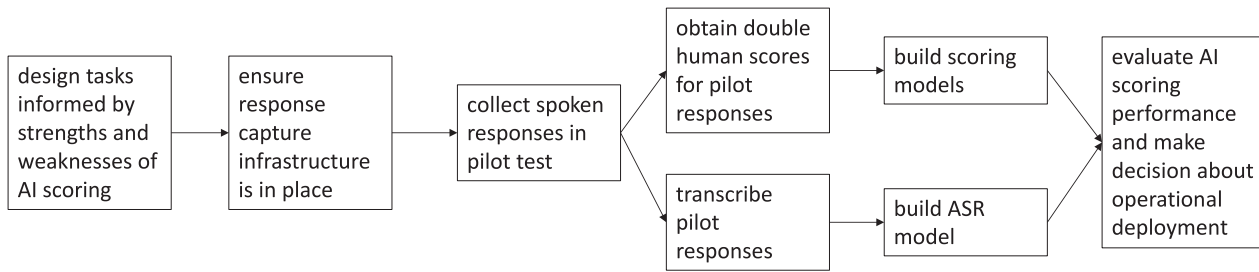 design tasks
informed by
strengths and
weaknesses of
AI scoring
ensure
response
capture
infrastructure
is in place
collect spoken
responses in
pilot test
obtain double
human scores
for pilot
responses
transcribe
pilot
responses
build scoring
models
build ASR
model
evaluate AI
scoring
performance
and make
decision about
operational
deployment